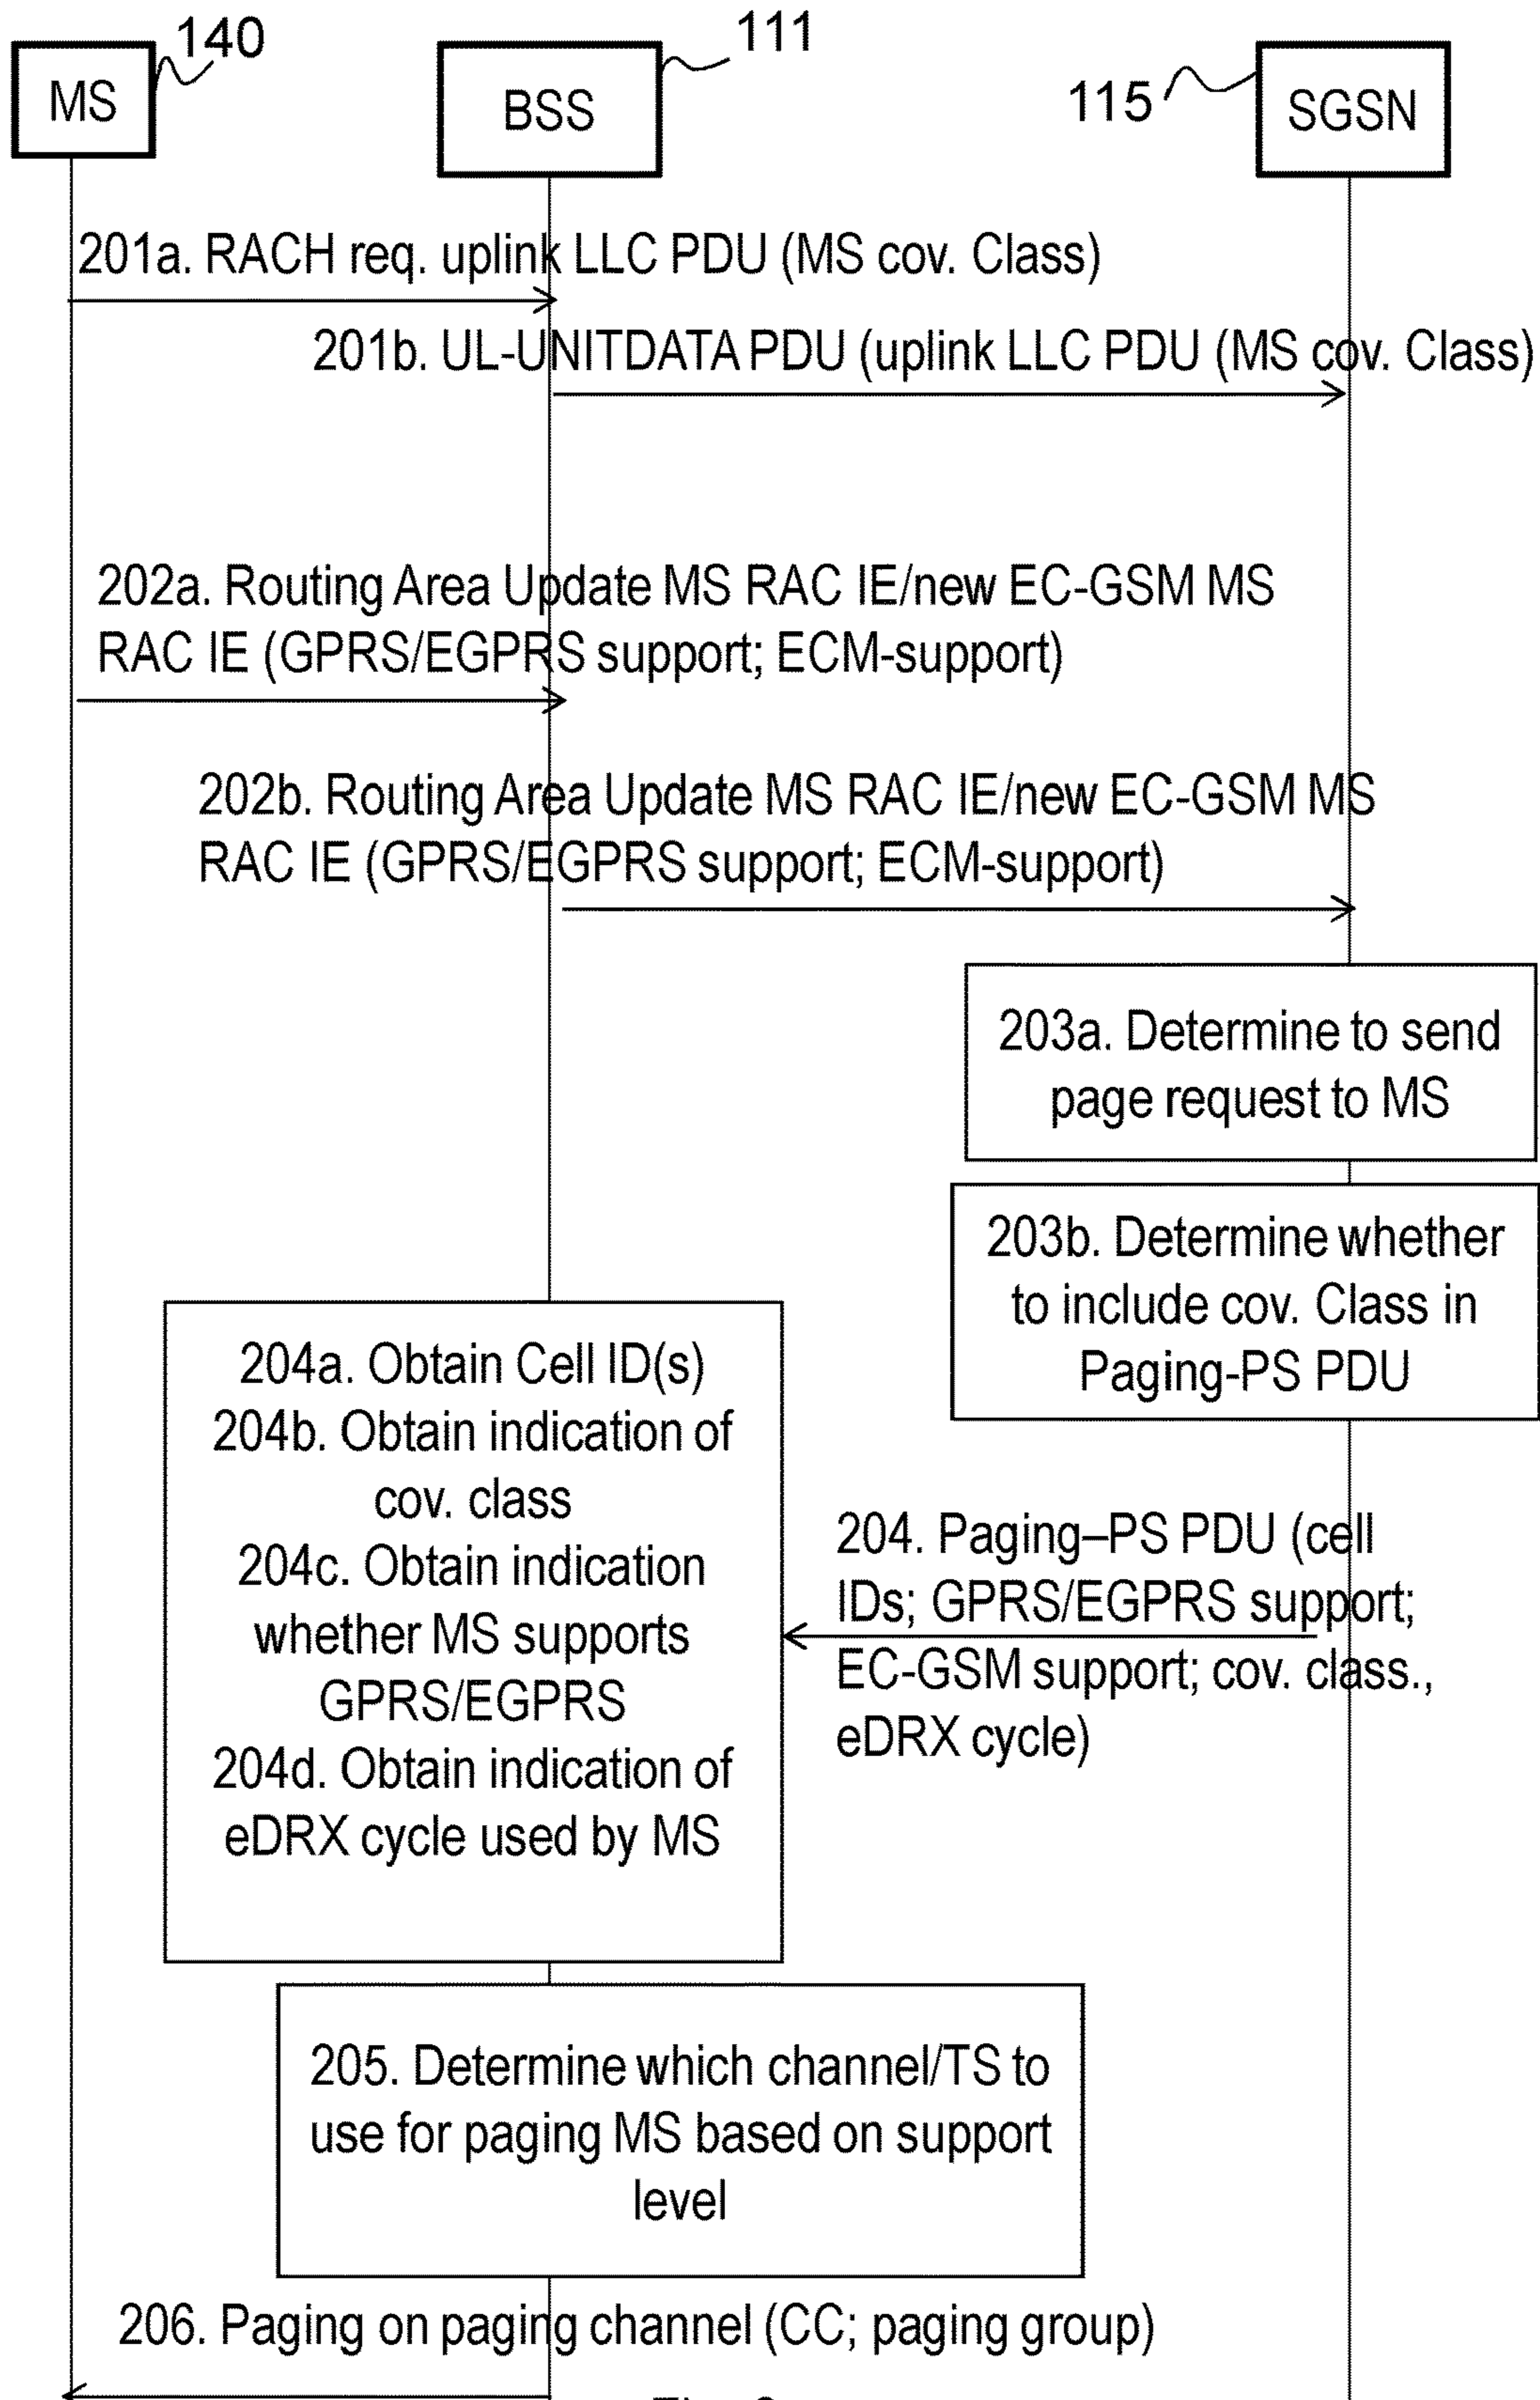 140
111
115
MS
BSS
SGSN
201a. RACH req. uplink LLC PDU (MS cov. Class)
201b. UL-UNITDATA PDU (uplink LLC PDU (MS cov. Class)
202a. Routing Area Update MS RAC IE/new EC-GSM MS
RAC IE (GPRS/EGPRS support; ECM-support)
202b. Routing Area Update MS RAC IE/new EC-GSM MS
RAC IE (GPRS/EGPRS support; ECM-support)
203a. Determine to send
page request to MS
203b. Determine whether
to include cov. Class in
Paging-PS PDU
204a. Obtain Cell ID(s)
204b. Obtain indication of
cov. class
204c. Obtain indication
whether MS supports
GPRS/EGPRS
204d. Obtain indication of
eDRX cycle used by MS
204. Paging–PS PDU (cell
IDs; GPRS/EGPRS support;
EC-GSM support; cov. class.,
eDRX cycle)
205. Determine which channel/TS to
use for paging MS based on support
level
206. Paging on paging channel (CC; paging group)